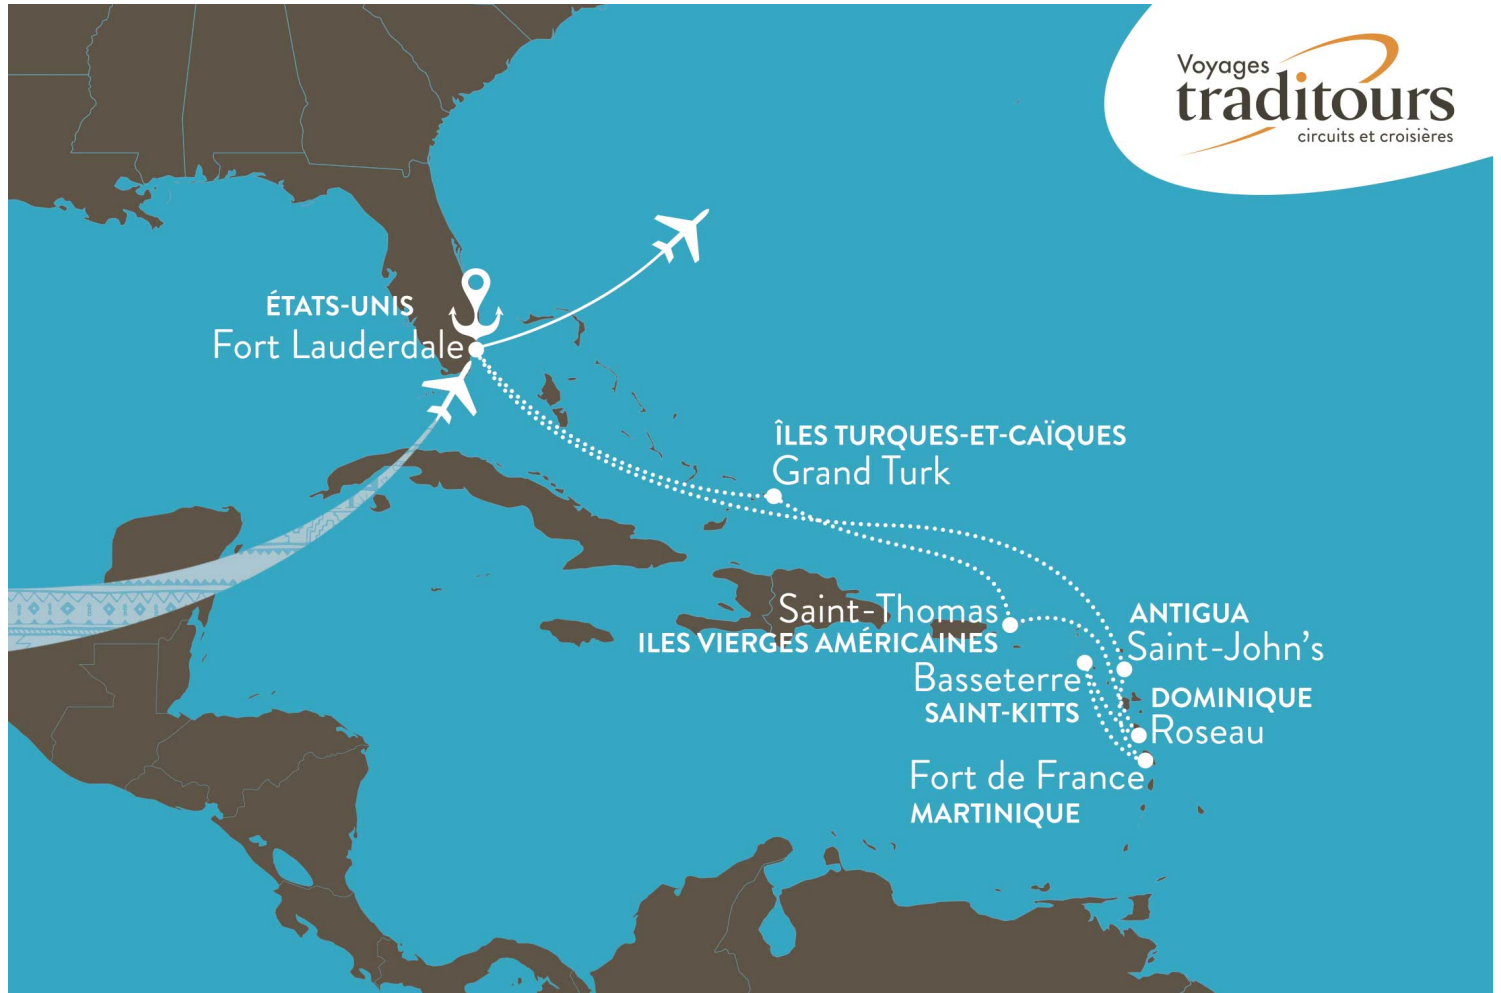 Voyages
traditours
circuits et croisières
ÉTATS-UNIS
Fort Lauderdale
ÎLES TURQUES-ET-CAÏQUES
Grand Turk
Saint-Thomas
ILES VIERGES AMÉRICAINES
ANTIGUA
Saint-John's
Basseterre
SAINT-KITTS
DOMINIQUE
Roseau
Fort de France
MARTINIQUE